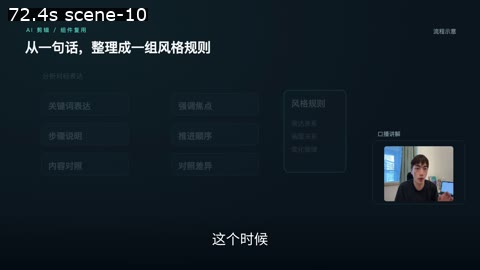 72.4s scene-10
AI 剪辑 / 组件复用
从一句话，整理成一组风格规则
流程示意
分析你的表达
关键词表达
强调焦点
风格规则
步骤说明
推进顺序
内容对照
对照差异
口播讲解
这个时候